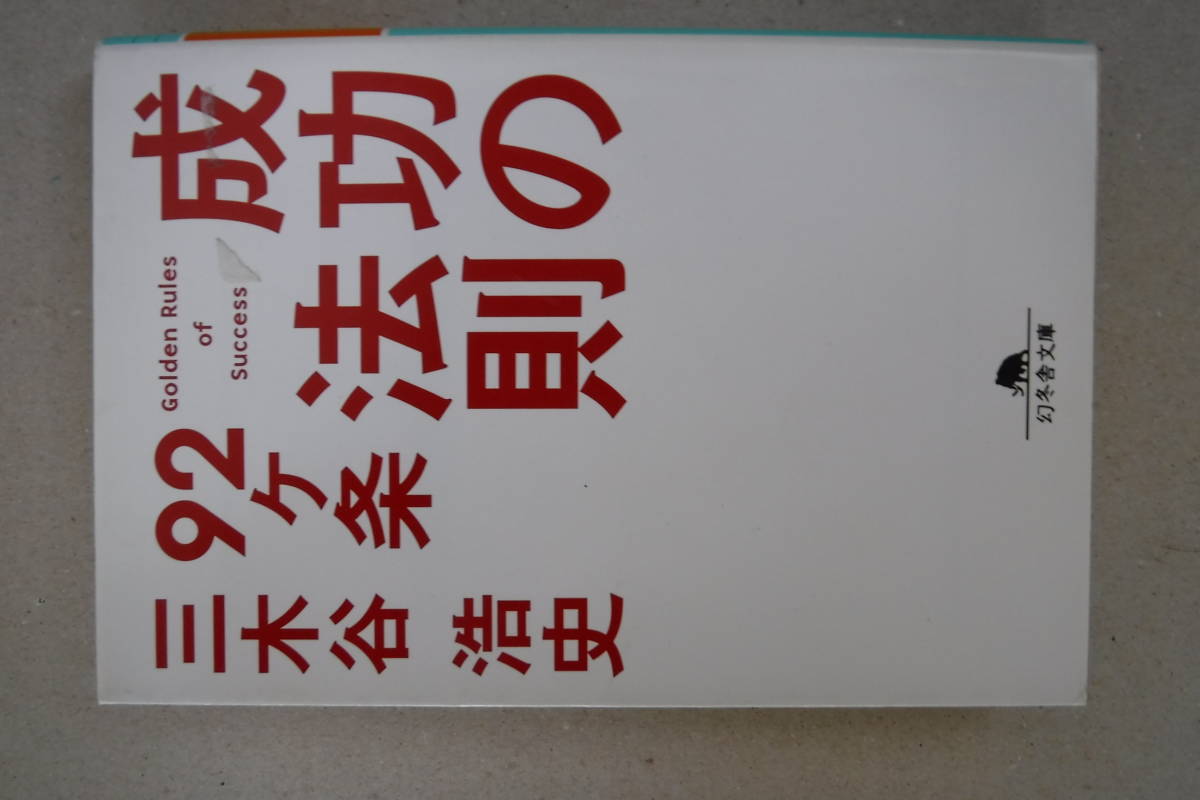 成功の
法則
92ヶ条
Golden Rules
of
Success
三木谷 浩史
幻冬舎文庫